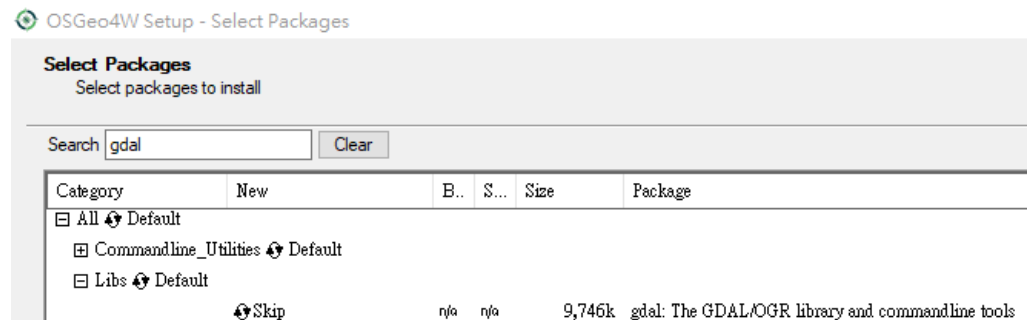 OSGeo4W Setup - Select Packages
Select Packages
Select packages to install
Search gdal Clear
Category New B.. S... Size Package
All Default
Commandline_Utilities Default
Libs Default
Skip n/a n/a 9,746k gdal: The GDAL/OGR library and commandline tools